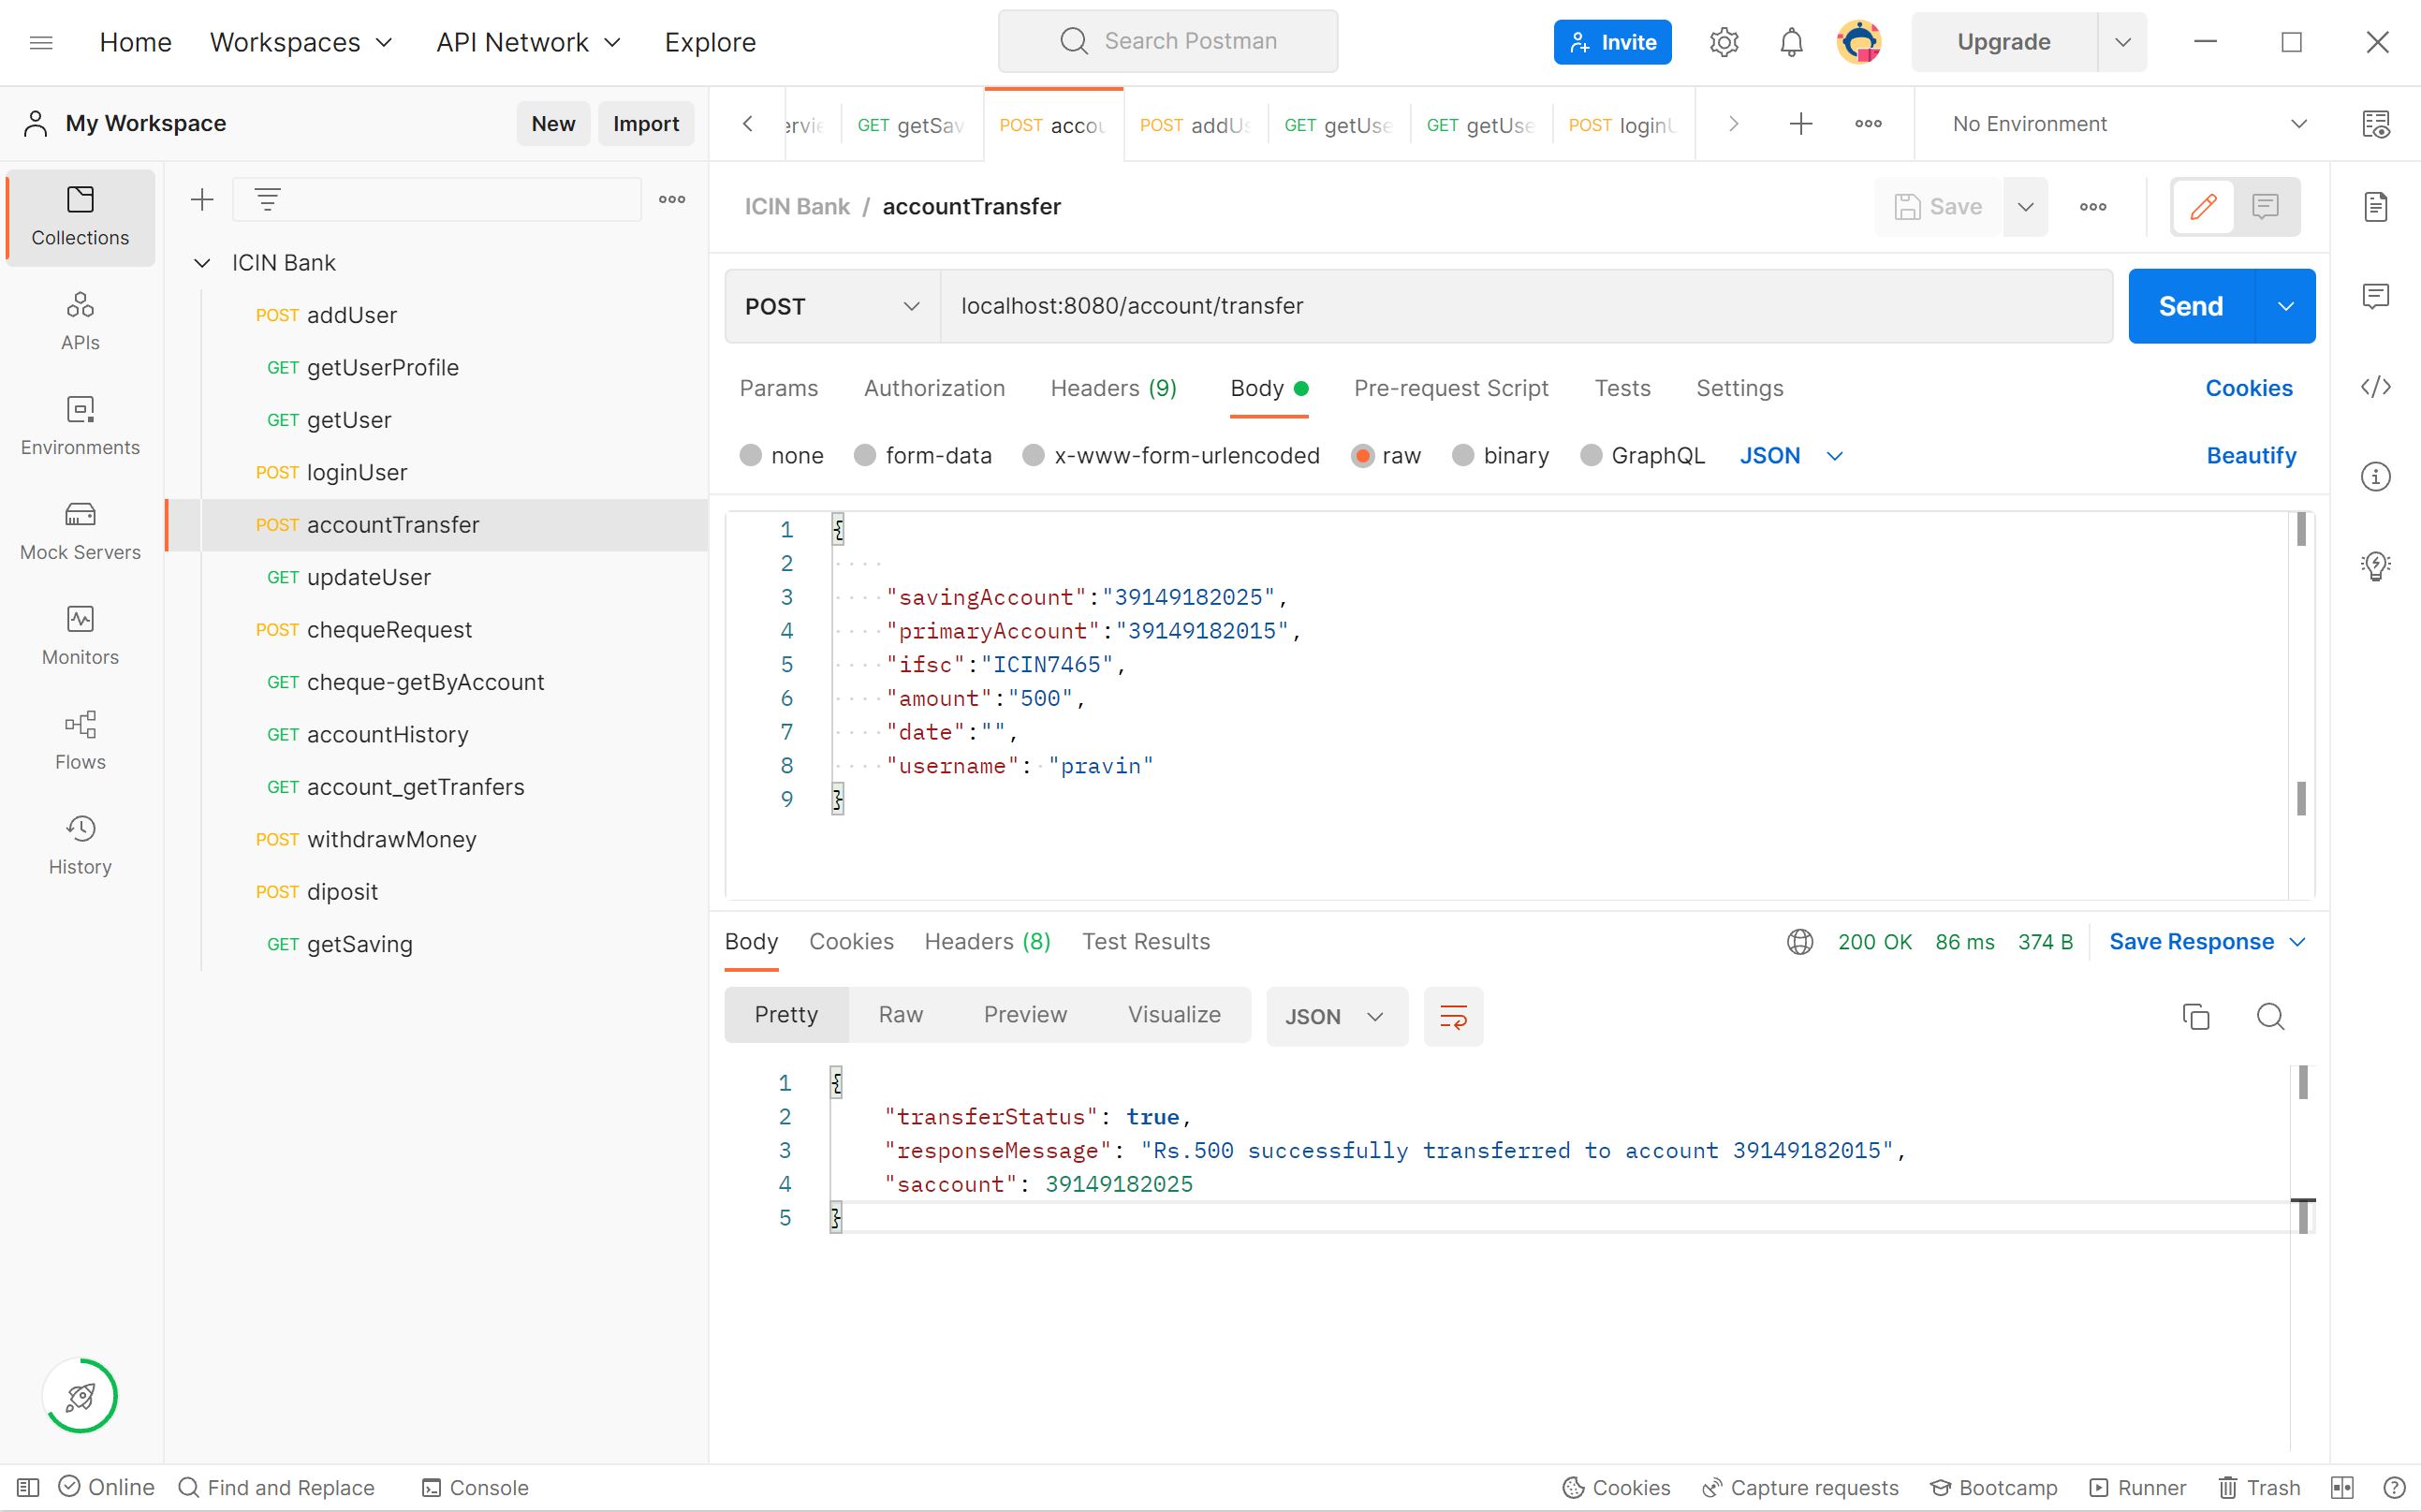 Home Workspaces API Network Explore Search Postman Invite Upgrade
My Workspace New Import
GET getSav POST accou POST addUs GET getUse GET getUse POST loginU No Environment
Collections
APIs
Environments
Mock Servers
Monitors
Flows
History
ICIN Bank
POST addUser
GET getUserProfile
GET getUser
POST loginUser
POST accountTransfer
GET updateUser
POST chequeRequest
GET cheque-getByAccount
GET accountHistory
GET account_getTranfers
POST withdrawMoney
POST diposit
GET getSaving
ICIN Bank / accountTransfer Save
POST localhost:8080/account/transfer Send
Params Authorization Headers (9) Body Pre-request Script Tests Settings Cookies
none form-data x-www-form-urlencoded raw binary GraphQL JSON Beautify
1 {
2
3 "savingAccount":"39149182025",
4 "primaryAccount":"39149182015",
5 "ifsc":"ICIN7465",
6 "amount":"500",
7 "date":"",
8 "username": "pravin"
9 }
Body Cookies Headers (8) Test Results 200 OK 86 ms 374 B Save Response
Pretty Raw Preview Visualize JSON
1 {
2 "transferStatus": true,
3 "responseMessage": "Rs.500 successfully transferred to account 39149182015",
4 "saccount": 39149182025
5 }
Online Find and Replace Console Cookies Capture requests Bootcamp Runner Trash